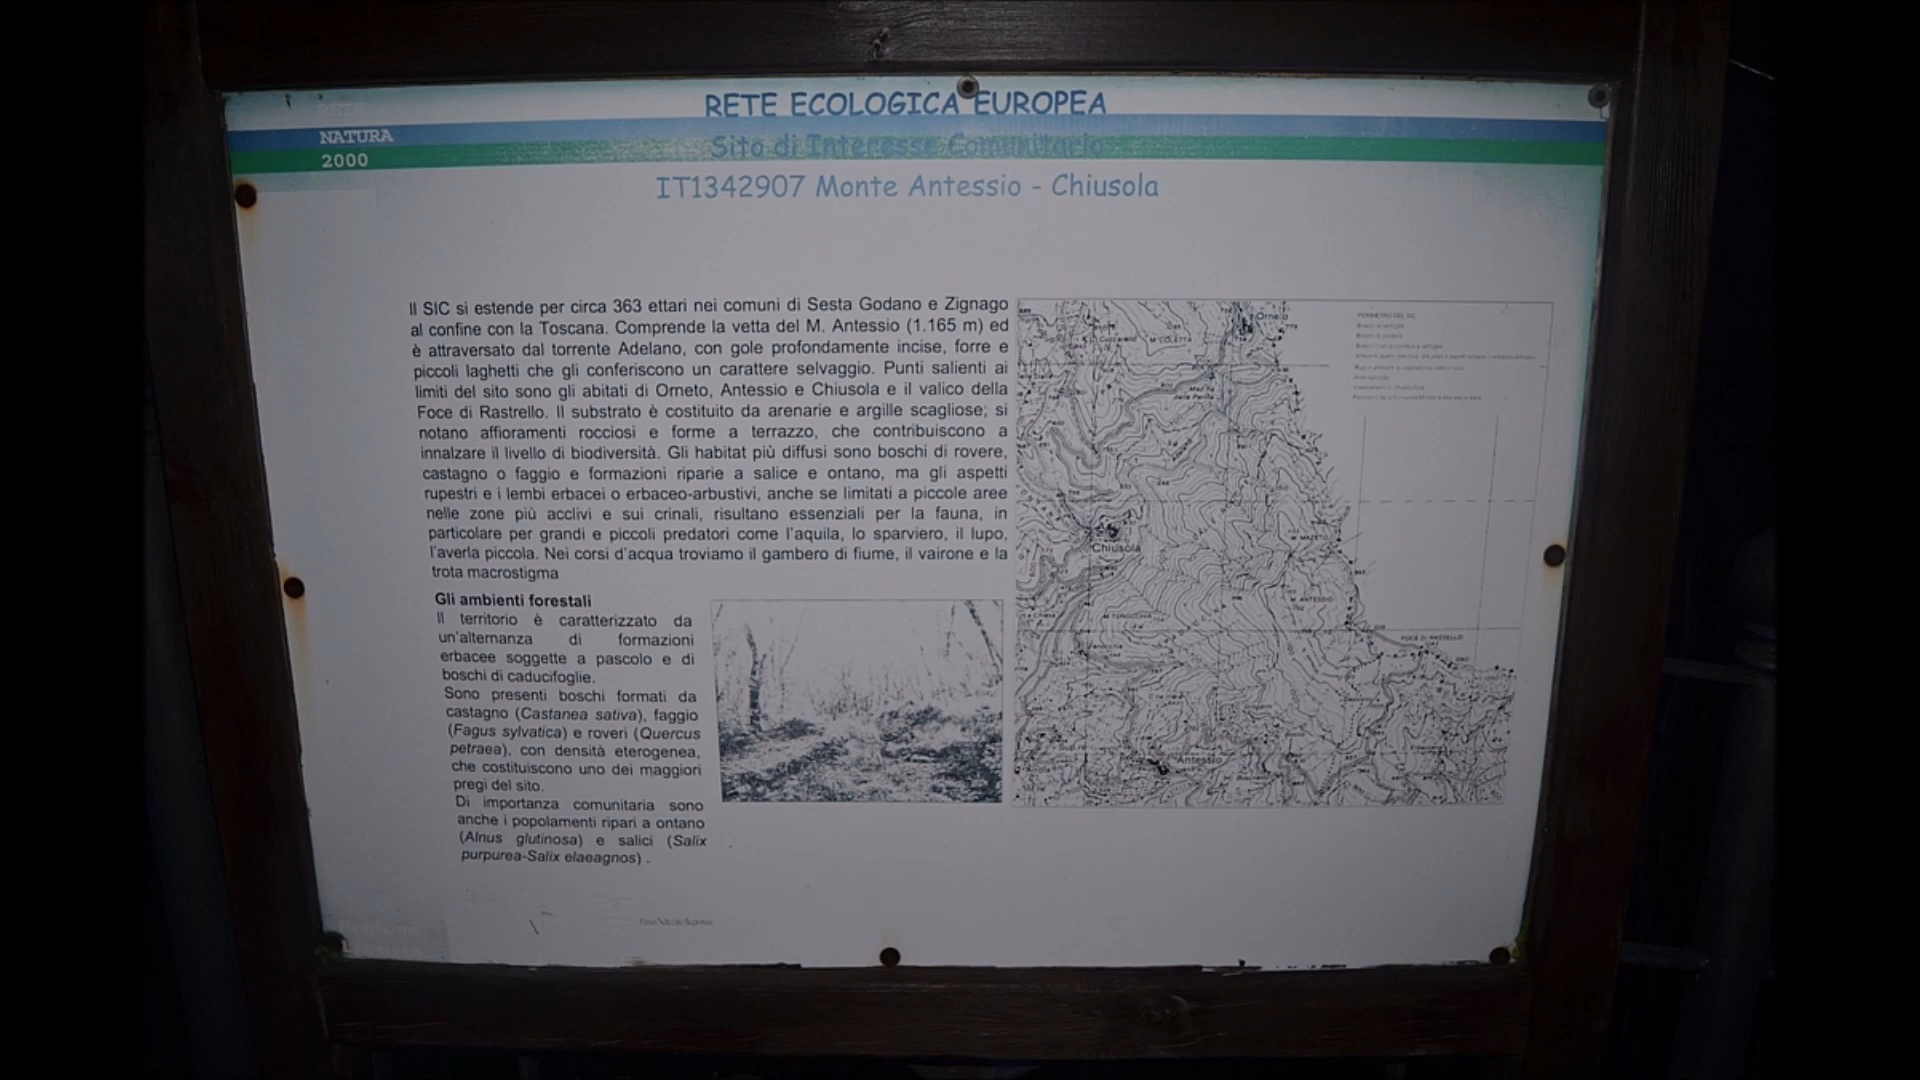 RETE ECOLOGICA EUROPEA
NATURA
2000
Sito di Interesse Comunitario
IT1342907 Monte Antessio - Chiusola
Il SIC si estende per circa 363 ettari nei comuni di Sesta Godano e Zignago
al confine con la Toscana. Comprende la vetta del M. Antessio (1.165 m) ed
è attraversato dal torrente Adelano, con gole profondamente incise, forre e
piccoli laghetti che gli conferiscono un carattere selvaggio. Punti salienti ai
limiti del sito sono gli abitati di Orneto, Antessio e Chiusola e il valico della
Foce di Rastrello. Il substrato è costituito da arenarie e argille scagliose; si
notano affioramenti rocciosi e forme a terrazzo, che contribuiscono a
innalzare il livello di biodiversità. Gli habitat più diffusi sono boschi di rovere,
castagno o faggio e formazioni riparie a salice e ontano, ma gli aspetti
rupestri e i lembi erbacei o erbaceo-arbustivi, anche se limitati a piccole aree
nelle zone più acclivi e sui crinali, risultano essenziali per la fauna, in
particolare per grandi e piccoli predatori come l'aquila, lo sparviero, il lupo,
l'averla piccola. Nei corsi d'acqua troviamo il gambero di fiume, il vairone e la
trota macrostigma
Gli ambienti forestali
Il territorio è caratterizzato da
un'alternanza di formazioni
erbacee soggette a pascolo e di
boschi di caducifoglie.
Sono presenti boschi formati da
castagno (Castanea sativa), faggio
(Fagus sylvatica) e roveri (Quercus
petraea), con densità eterogenea,
che costituiscono uno dei maggiori
pregi del sito.
Di importanza comunitaria sono
anche i popolamenti ripari a ontano
(Alnus glutinosa) e salici (Salix
purpurea-Salix elaeagnos) .
Orneto
M. COLETTA
PERIMETRO DEL SIC
Chiusola
M. ANTESSIO
FOCE DI RASTELLO
Antessio